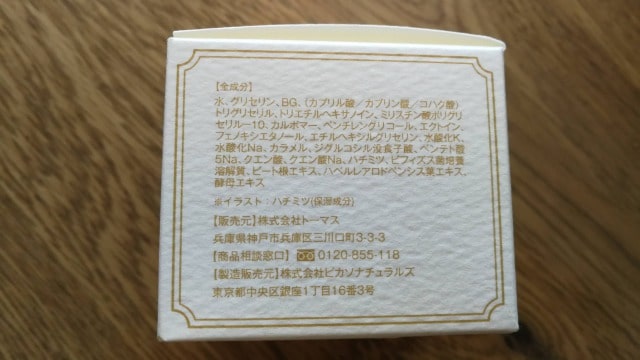 【全成分】
水、グリセリン、BG、(カプリル酸／カプリン酸／コハク酸)
トリグリセリル、トリエチルヘキサノイン、ミリスチン酸ポリグリ
セリル-10、カルボマー、ペンチレングリコール、エクトイン、
フェノキシエタノール、エチルヘキシルグリセリン、水酸化K、
水酸化Na、カラメル、ジグルコシル没食子酸、ペンテト酸
5Na、クエン酸、クエン酸Na、ハチミツ、ビフィズス菌培養
溶解質、ビート根エキス、ハベルレアロドペンシス葉エキス、
酵母エキス
※イラスト：ハチミツ(保湿成分)
【販売元】株式会社トーマス
兵庫県神戸市兵庫区三川口町3-3-3
【商品相談窓口】0120-855-118
【製造販売元】株式会社ピカソナチュラルズ
東京都中央区銀座1丁目16番3号